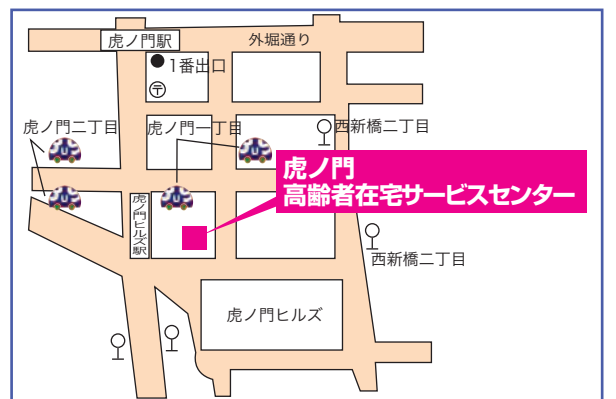 虎ノ門駅
外堀通り
1番出口
〒
虎ノ門二丁目
虎ノ門一丁目
西新橋二丁目
虎ノ門
高齢者在宅サービスセンター
虎ノ門ヒルズ駅
西新橋二丁目
虎ノ門ヒルズ